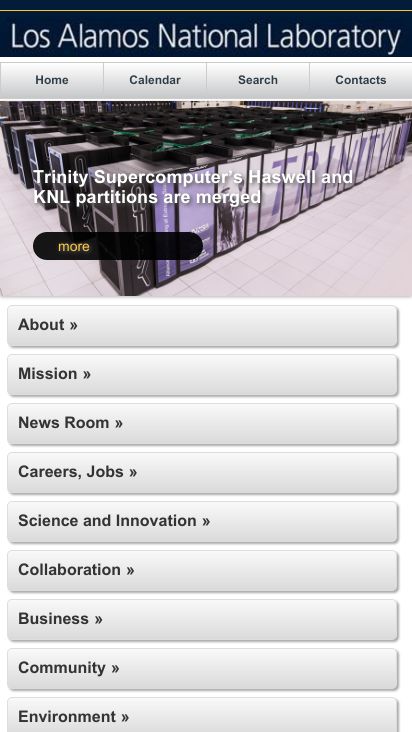 Los Alamos National Laboratory
Home Calendar Search Contacts
TRINITY
Trinity Supercomputer's Haswell and
KNL partitions are merged
more
About »
Mission »
News Room »
Careers, Jobs »
Science and Innovation »
Collaboration »
Business »
Community »
Environment »